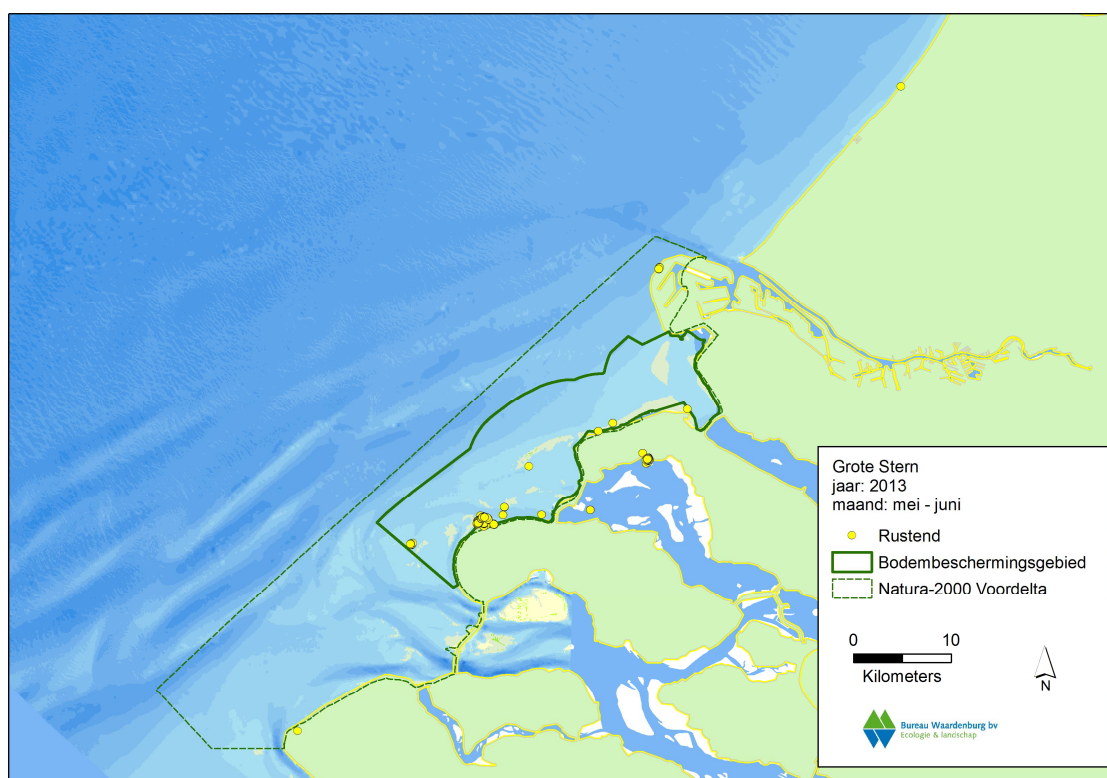 Grote Stern
jaar: 2013
maand: mei - juni
Rustend
Bodembeschermingsgebied
Natura-2000 Voordelta
0 10
Kilometers
N
Bureau Waardenburg bv
Ecologie & landschap